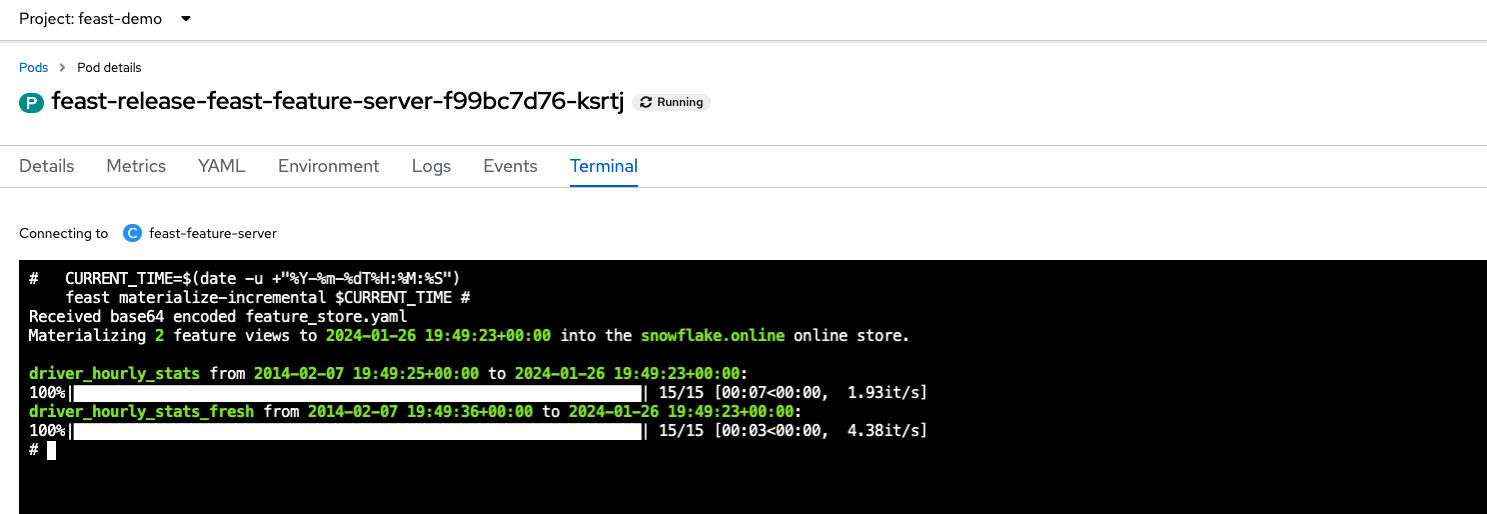 Project: feast-demo
Pods > Pod details
P feast-release-feast-feature-server-f99bc7d76-ksrtj Running
Details Metrics YAML Environment Logs Events Terminal
Connecting to C feast-feature-server
#   CURRENT_TIME=$(date -u +"%Y-%m-%dT%H:%M:%S")
    feast materialize-incremental $CURRENT_TIME #
Received base64 encoded feature_store.yaml
Materializing 2 feature views to 2024-01-26 19:49:23+00:00 into the snowflake.online online store.
driver_hourly_stats from 2014-02-07 19:49:25+00:00 to 2024-01-26 19:49:23+00:00:
100%| | 15/15 [00:07<00:00,  1.93it/s]
driver_hourly_stats_fresh from 2014-02-07 19:49:36+00:00 to 2024-01-26 19:49:23+00:00:
100%| | 15/15 [00:03<00:00,  4.38it/s]
#